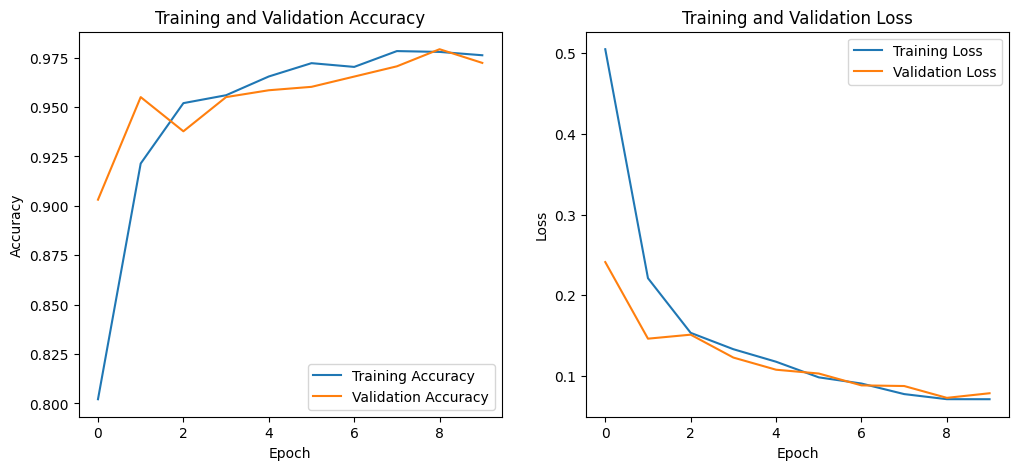 Training and Validation Accuracy
0.975
0.950
0.925
0.900
0.875
0.850
0.825
0.800
Accuracy
0 2 4 6 8
Epoch
Training Accuracy
Validation Accuracy
Training and Validation Loss
0.5
0.4
0.3
0.2
0.1
Loss
0 2 4 6 8
Epoch
Training Loss
Validation Loss